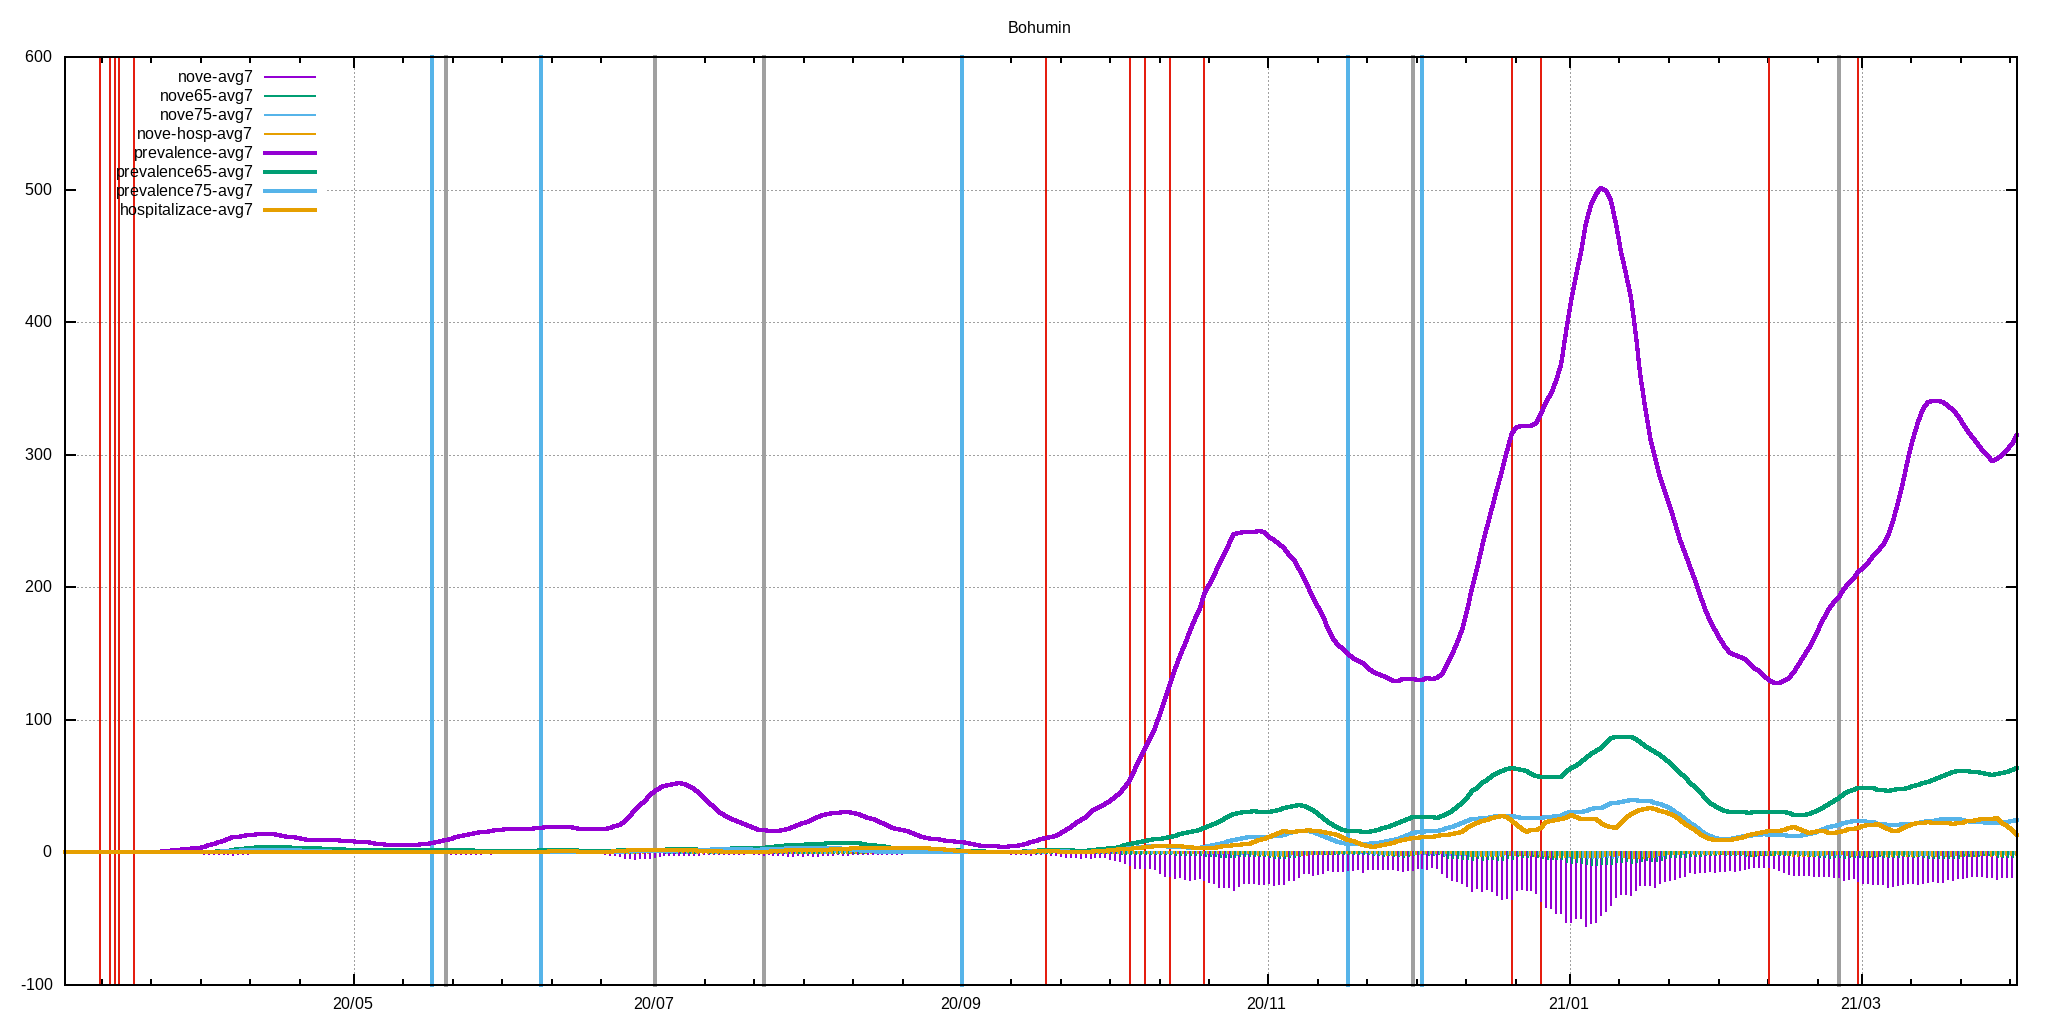 Bohumin
600
500
400
300
200
100
0
-100
nove-avg7
nove65-avg7
nove75-avg7
nove-hosp-avg7
prevalence-avg7
prevalence65-avg7
prevalence75-avg7
hospitalizace-avg7
20/05 20/07 20/09 20/11 21/01 21/03